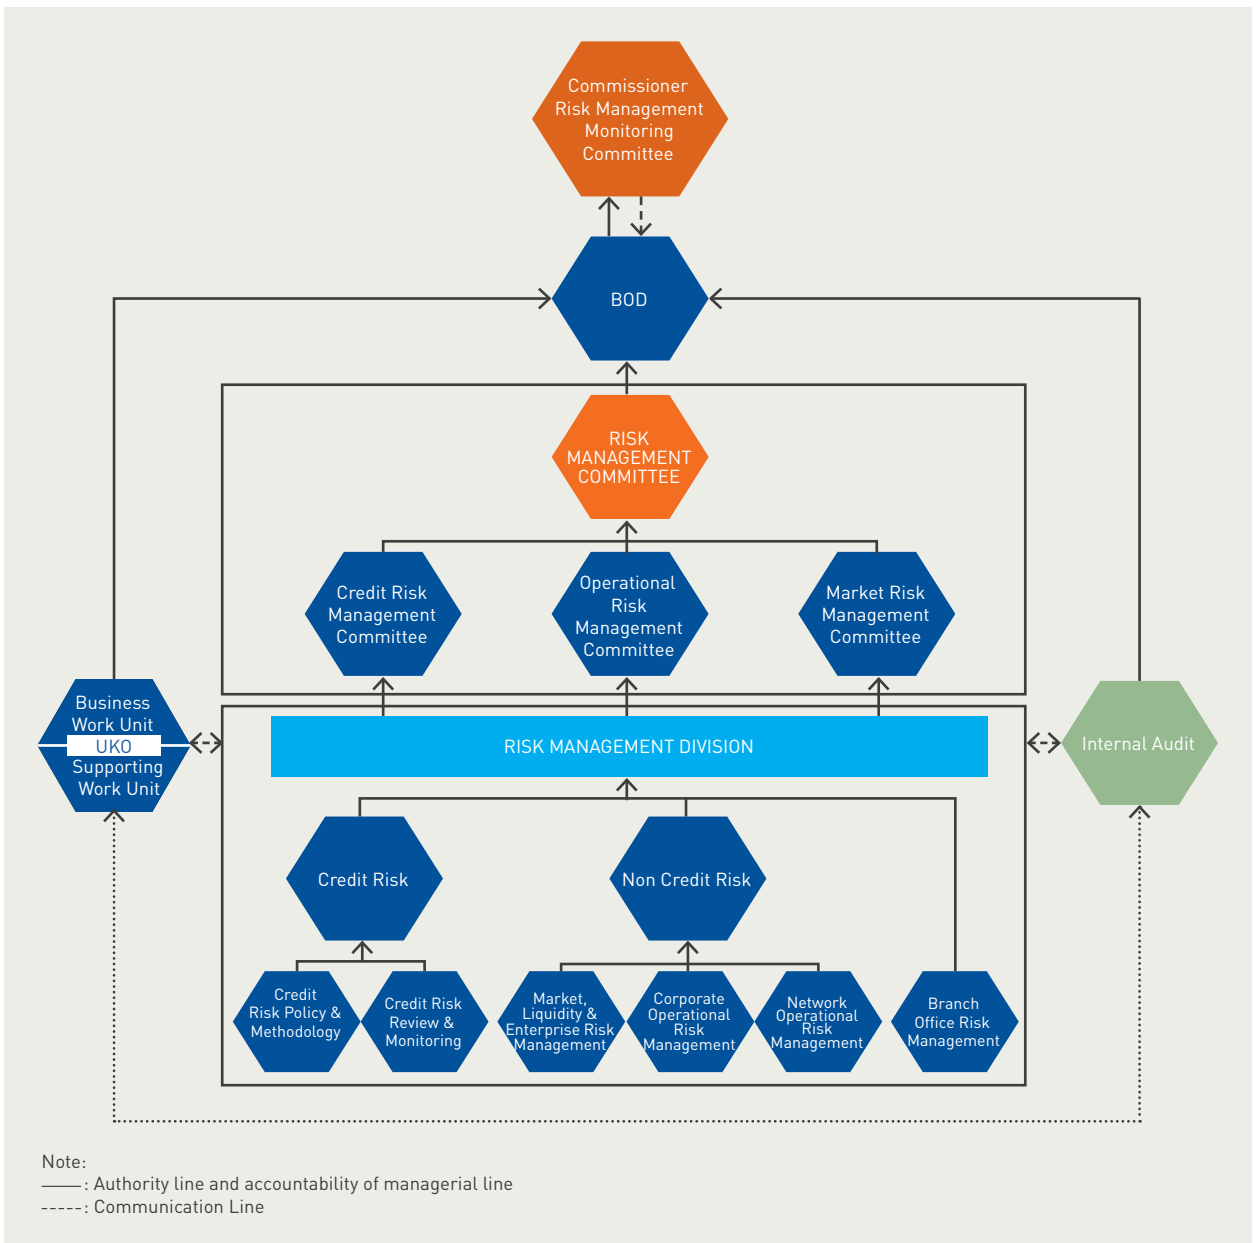 Commissioner
Risk Management
Monitoring
Committee
BOD
RISK
MANAGEMENT
COMMITTEE
Credit Risk
Management
Committee
Operational
Risk
Management
Committee
Market Risk
Management
Committee
Business
Work Unit
UKO
Supporting
Work Unit
RISK MANAGEMENT DIVISION
Internal Audit
Credit Risk
Non Credit Risk
Credit
Risk Policy &
Methodology
Credit Risk
Review &
Monitoring
Market,
Liquidity &
Enterprise Risk
Management
Corporate
Operational
Risk
Management
Network
Operational
Risk
Management
Branch
Office Risk
Management
Note:
: Authority line and accountability of managerial line
-----: Communication Line